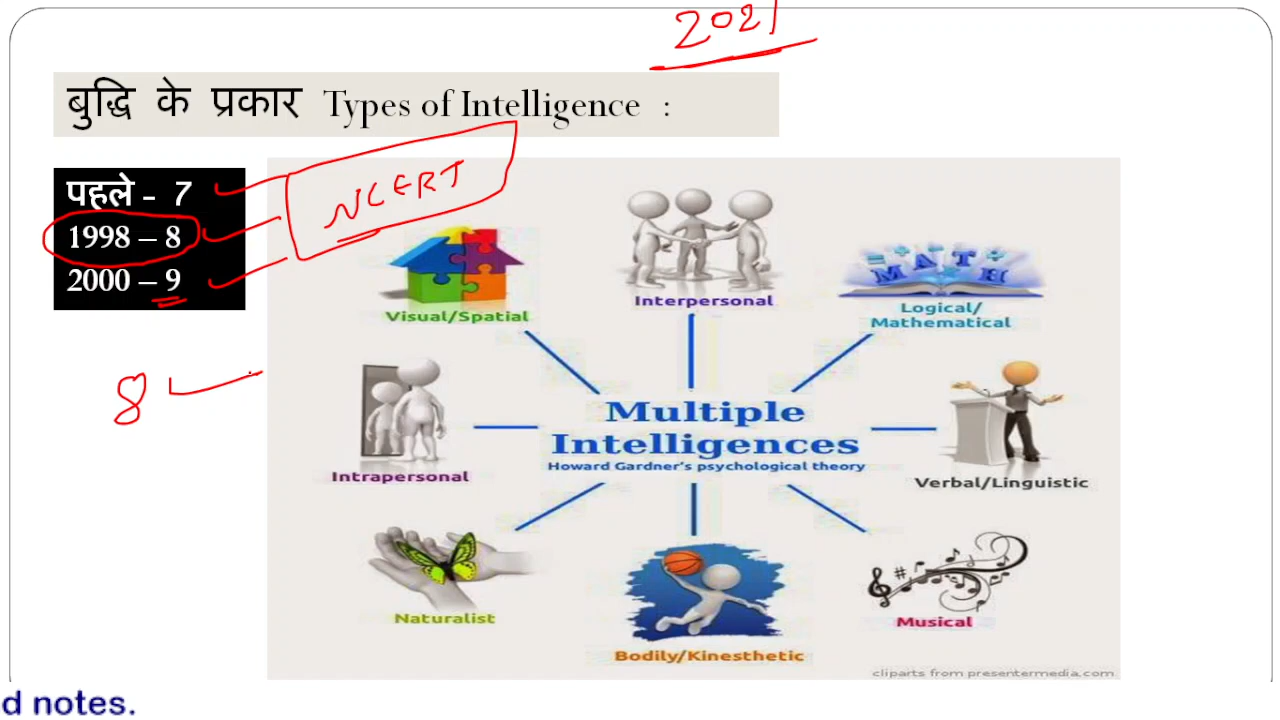 2021
बुद्धि के प्रकार Types of Intelligence :
पहले - 7
1998 – 8
2000 – 9
NCERT
8
Visual/Spatial
Interpersonal
MATH
Logical/
Mathematical
Intrapersonal
Multiple
Intelligences
Howard Gardner's psychological theory
Verbal/Linguistic
Naturalist
Bodily/Kinesthetic
Musical
cliparts from presentermedia.com
d notes.